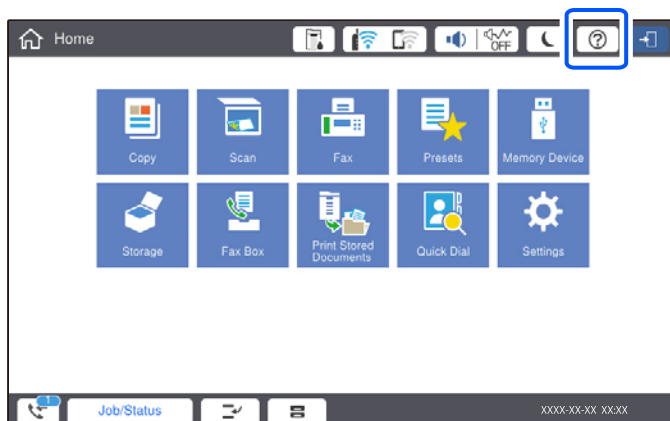 Home
OFF
?
Copy
Scan
Fax
Presets
Memory Device
Storage
Fax Box
Print Stored
Documents
Quick Dial
Settings
1
Job/Status
XXXX-XX-XX XX:XX